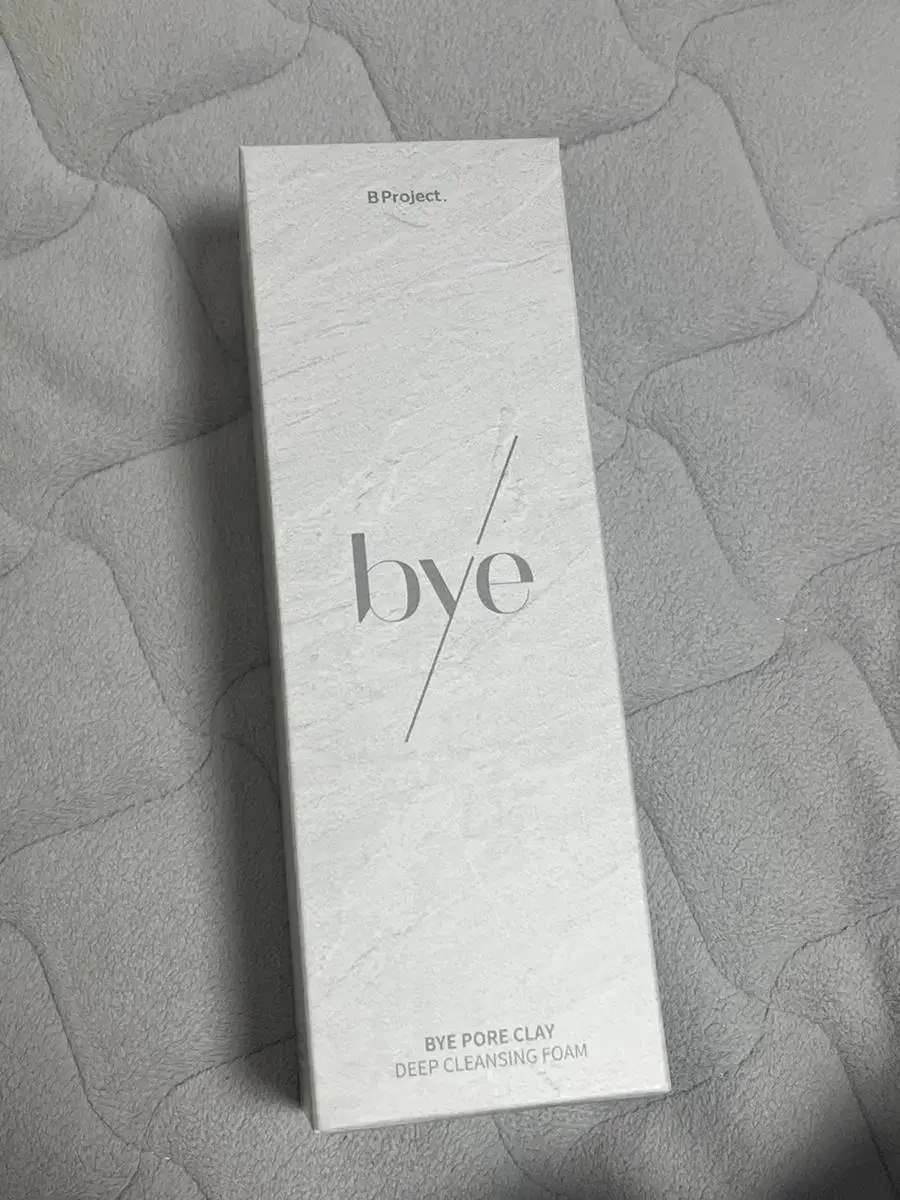 B Project.
bye
BYE PORE CLAY
DEEP CLEANSING FOAM